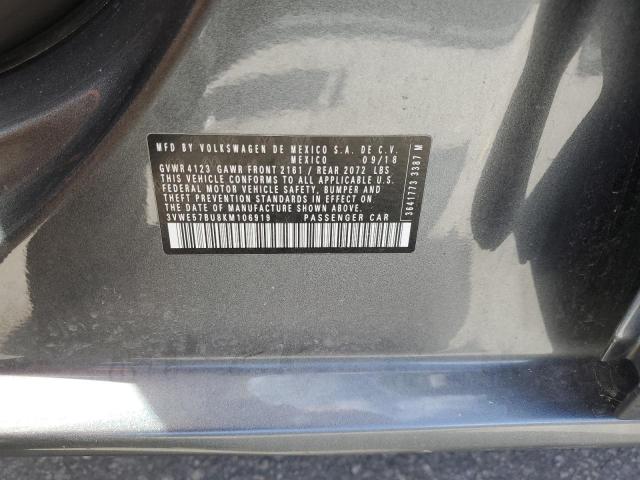 MFD BY VOLKSWAGEN DE MEXICO S.A. DE C.V.
MEXICO 09/18
GVWR 4123 GAWR FRONT 2161 / REAR 2072 LBS
THIS VEHICLE CONFORMS TO ALL APPLICABLE U.S.
FEDERAL MOTOR VEHICLE SAFETY, BUMPER AND
THEFT PREVENTION STANDARDS IN EFFECT ON
THE DATE OF MANUFACTURE SHOWN ABOVE.
3VWE57BU8KM106919 PASSENGER CAR
3641773 3387 M